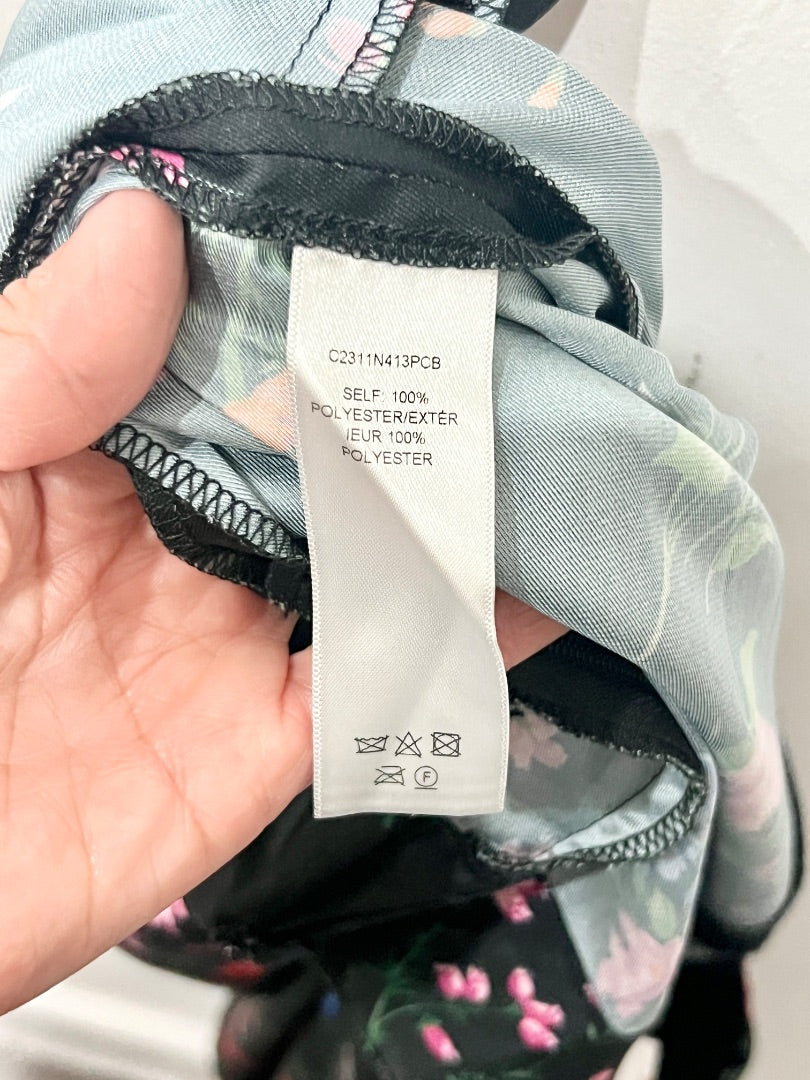 C2311N413PCB
SELF: 100%
POLYESTER/EXTÉR
IEUR 100%
POLYESTER
F